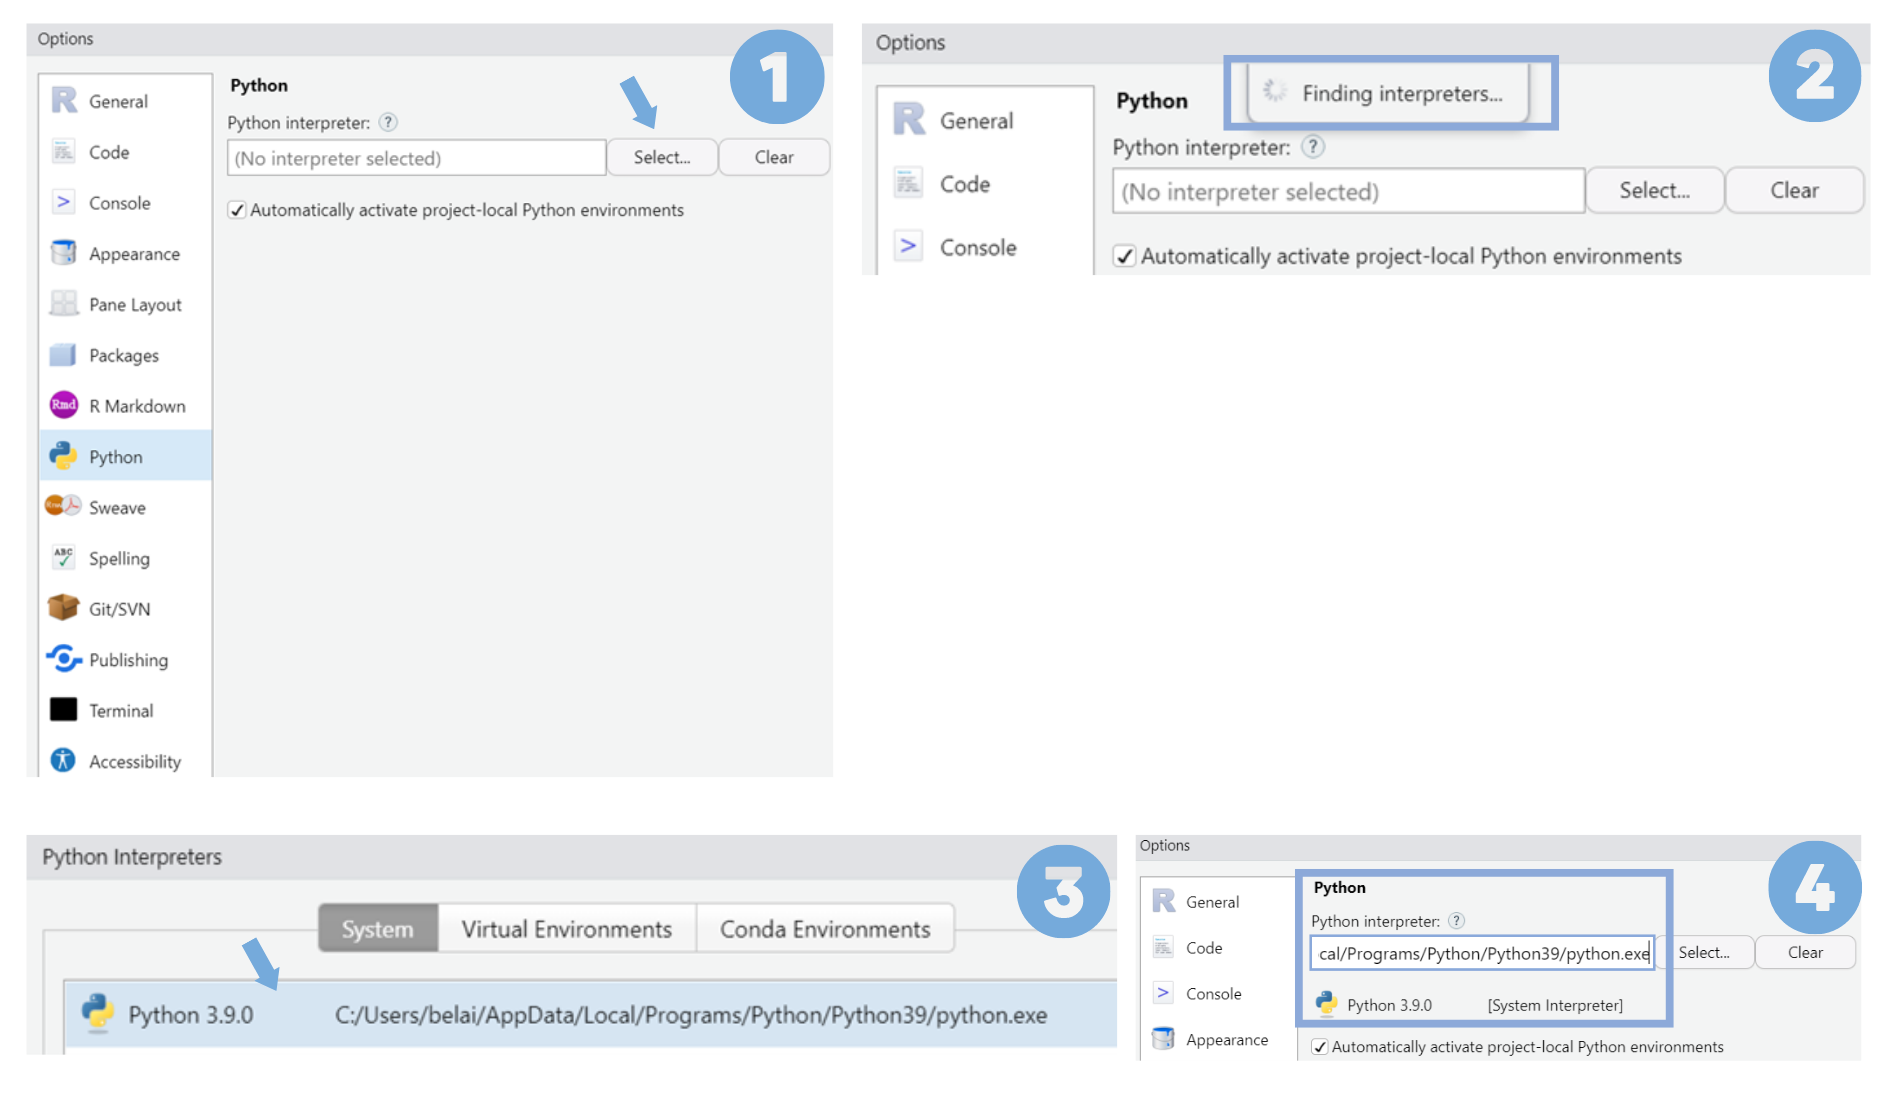 Options
1
General
Code
Console
Appearance
Pane Layout
Packages
Rmd R Markdown
Python
Sweave
ABC Spelling
Git/SVN
Publishing
Terminal
Accessibility
Python
Python interpreter: ?
(No interpreter selected) Select... Clear
Automatically activate project-local Python environments
Options
2
R General
Code
> Console
Finding interpreters...
Python
Python interpreter: ?
(No interpreter selected) Select... Clear
Automatically activate project-local Python environments
Python Interpreters
3
System Virtual Environments Conda Environments
Python 3.9.0 C:/Users/belai/AppData/Local/Programs/Python/Python39/python.exe
Options
4
R General
Code
> Console
Appearance
Python
Python interpreter: ?
cal/Programs/Python/Python39/python.exe Select... Clear
Python 3.9.0 [System Interpreter]
Automatically activate project-local Python environments